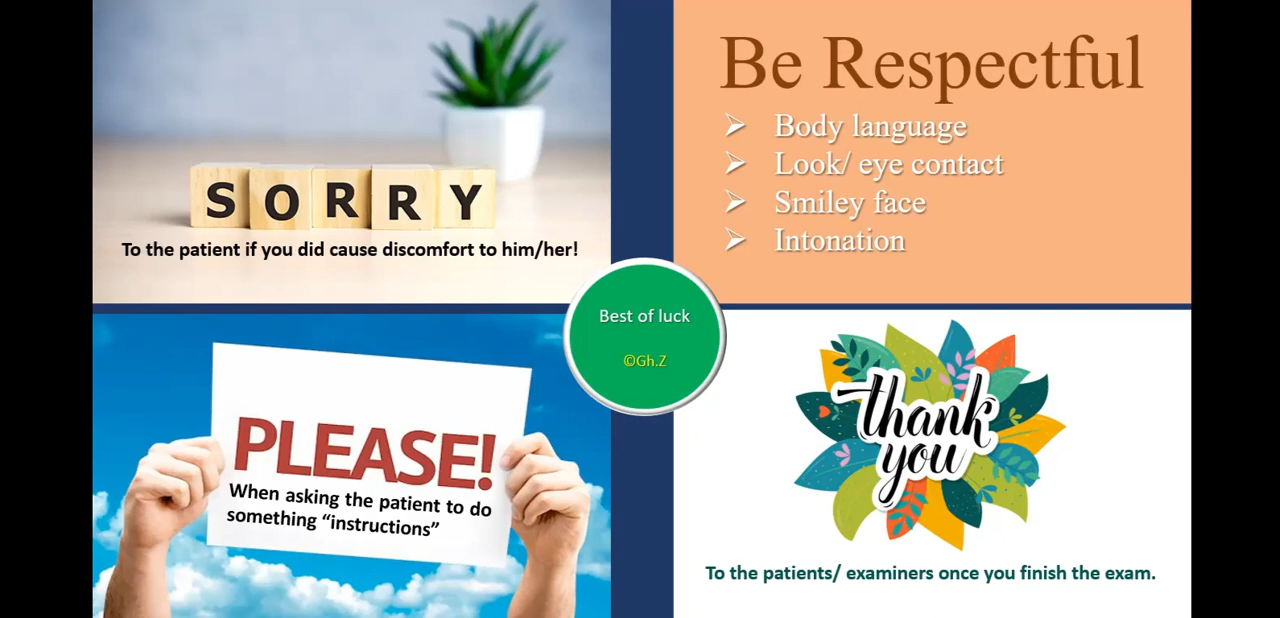 SORRY
To the patient if you did cause discomfort to him/her!
Be Respectful
➢ Body language
➢ Look/ eye contact
➢ Smiley face
➢ Intonation
Best of luck
©Gh.Z
PLEASE!
When asking the patient to do
something “instructions”
thank
you
To the patients/ examiners once you finish the exam.